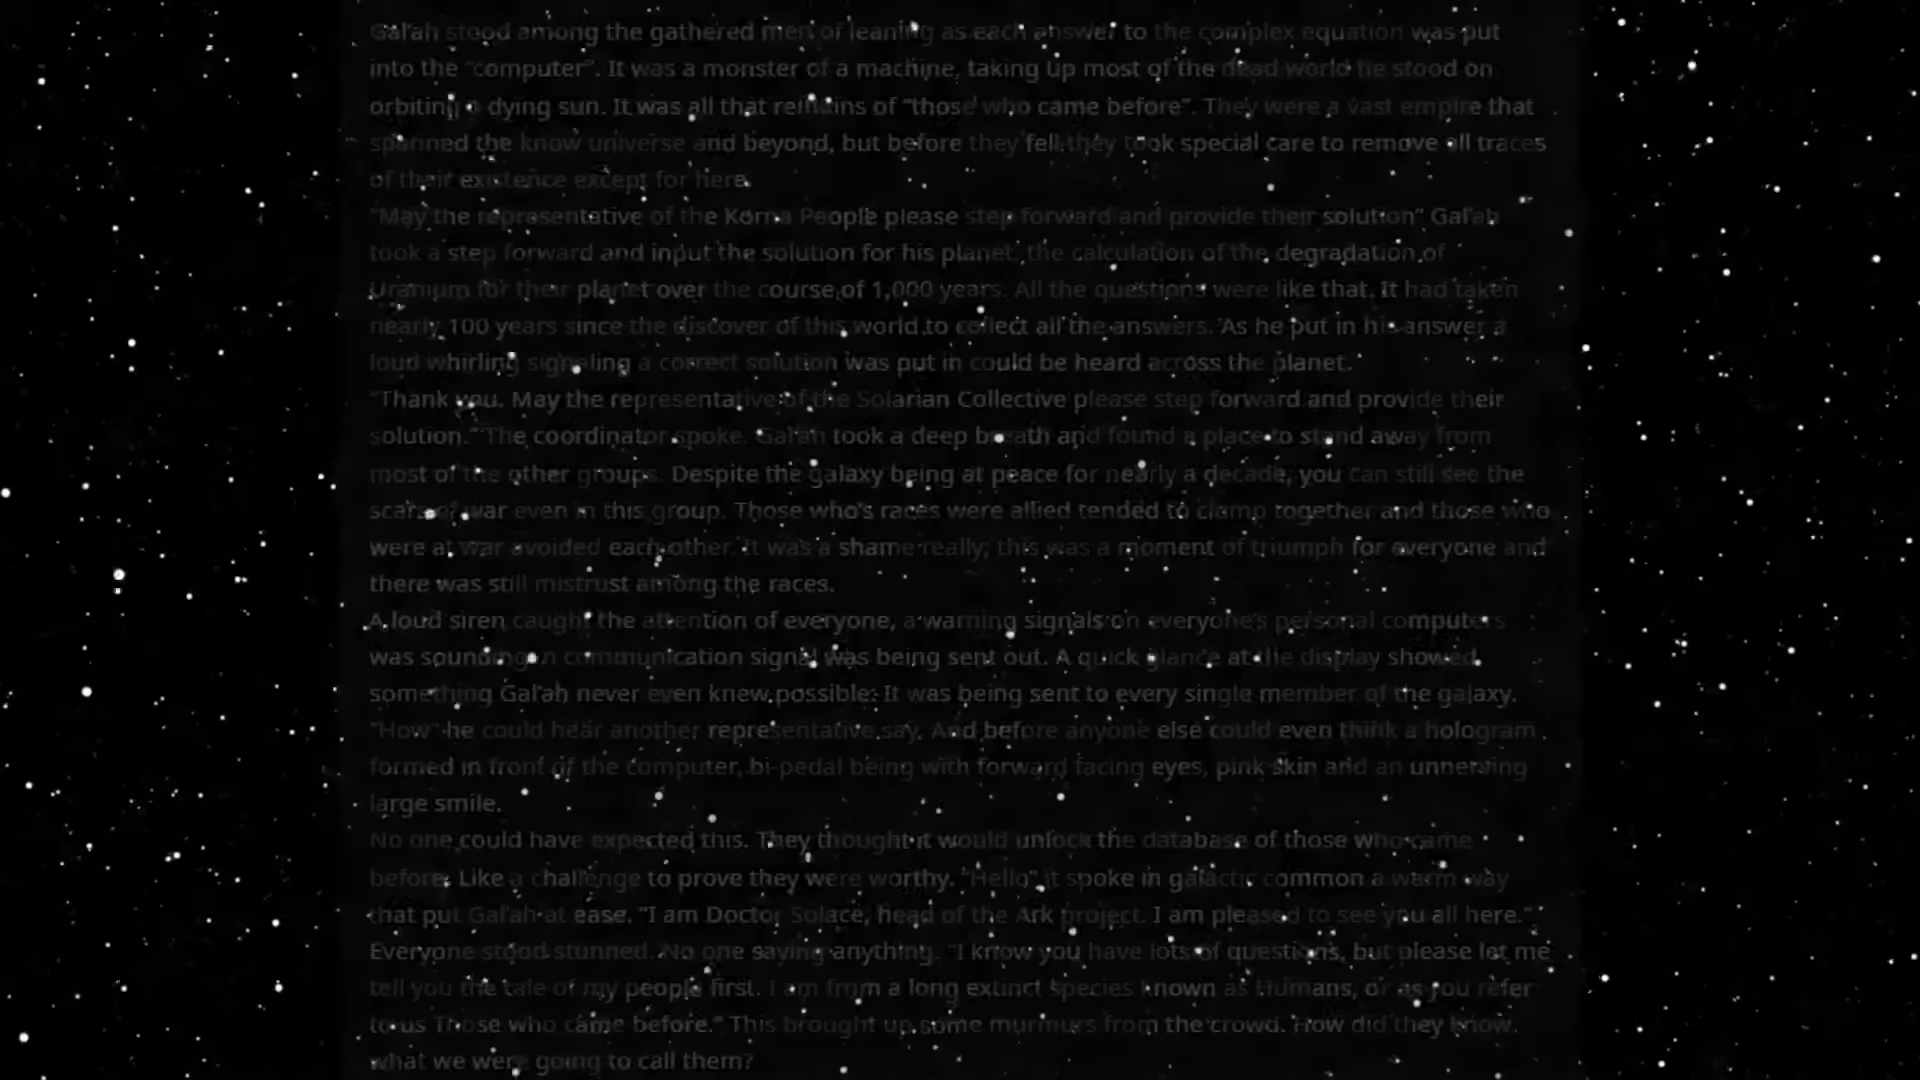 Gal'ah stood among the gathered men of leaning as each answer to the complex equation was put
into the "computer". It was a monster of a machine, taking up most of the dead world he stood on
orbiting a dying sun. It was all that remains of "those who came before". They were a vast empire that
spanned the know universe and beyond, but before they fell they took special care to remove all traces
of their existence except for here.
"May the representative of the Korna People please step forward and provide their solution" Gal'ah
took a step forward and input the solution for his planet, the calculation of the degradation of
Uranium for their planet over the course of 1,000 years. All the questions were like that. It had taken
nearly 100 years since the discover of this world to collect all the answers. As he put in his answer a
loud whirling signaling a correct solution was put in could be heard across the planet.
"Thank you. May the representative of the Solarian Collective please step forward and provide their
solution." The coordinator spoke. Gal'ah took a deep breath and found a place to stand away from
most of the other groups. Despite the galaxy being at peace for nearly a decade, you can still see the
scars of war even in this group. Those who's races were allied tended to clamp together and those who
were at war avoided each other. It was a shame really, this was a moment of triumph for everyone and
there was still mistrust among the races.
A loud siren caught the attention of everyone, a warning signals on everyone's personal computers
was sounding a communication signal was being sent out. A quick glance at the display showed
something Gal'ah never even knew possible. It was being sent to every single member of the galaxy.
"How" he could hear another representative say. And before anyone else could even think a hologram
formed in front of the computer, bi-pedal being with forward facing eyes, pink skin and an unnerving
large smile.
No one could have expected this. They thought it would unlock the database of those who came
before. Like a challenge to prove they were worthy. "Hello" it spoke in galactic common a warm way
that put Gal'ah at ease. "I am Doctor Solace, head of the Ark project. I am pleased to see you all here."
Everyone stood stunned. No one saying anything. "I know you have lots of questions, but please let me
tell you the tale of my people first. I am from a long extinct species known as Humans, or as you refer
to us Those who came before." This brought up some murmurs from the crowd. How did they know
what we were going to call them?